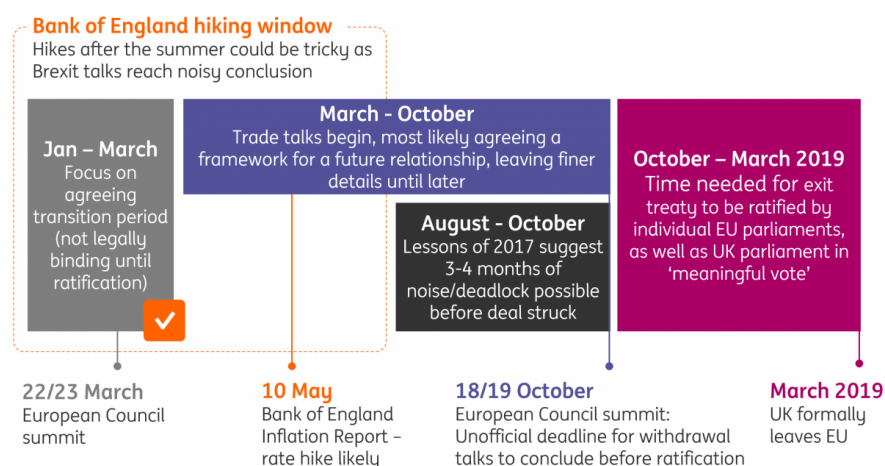 Bank of England hiking window
Hikes after the summer could be tricky as
Brexit talks reach noisy conclusion
Jan – March
Focus on
agreeing
transition period
(not legally
binding until
ratification)
March - October
Trade talks begin, most likely agreeing a
framework for a future relationship, leaving finer
details until later
August - October
Lessons of 2017 suggest
3-4 months of
noise/deadlock possible
before deal struck
October – March 2019
Time needed for exit
treaty to be ratified by
individual EU parliaments,
as well as UK parliament in
‘meaningful vote’
22/23 March
European Council
summit
10 May
Bank of England
Inflation Report –
rate hike likely
18/19 October
European Council summit:
Unofficial deadline for withdrawal
talks to conclude before ratification
March 2019
UK formally
leaves EU